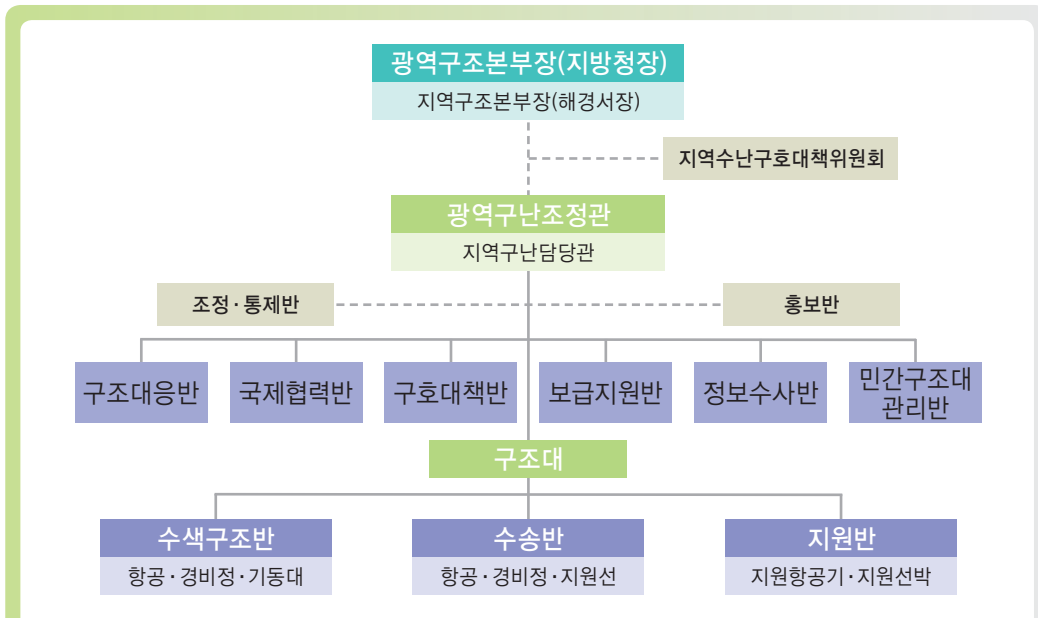 광역구조본부장(지방청장)
지역구조본부장(해경서장)
지역수난구호대책위원회
광역구난조정관
지역구난담당관
조정·통제반
홍보반
구조대응반
국제협력반
구호대책반
보급지원반
정보수사반
민간구조대
관리반
구조대
수색구조반
항공·경비정·기동대
수송반
항공·경비정·지원선
지원반
지원항공기·지원선박